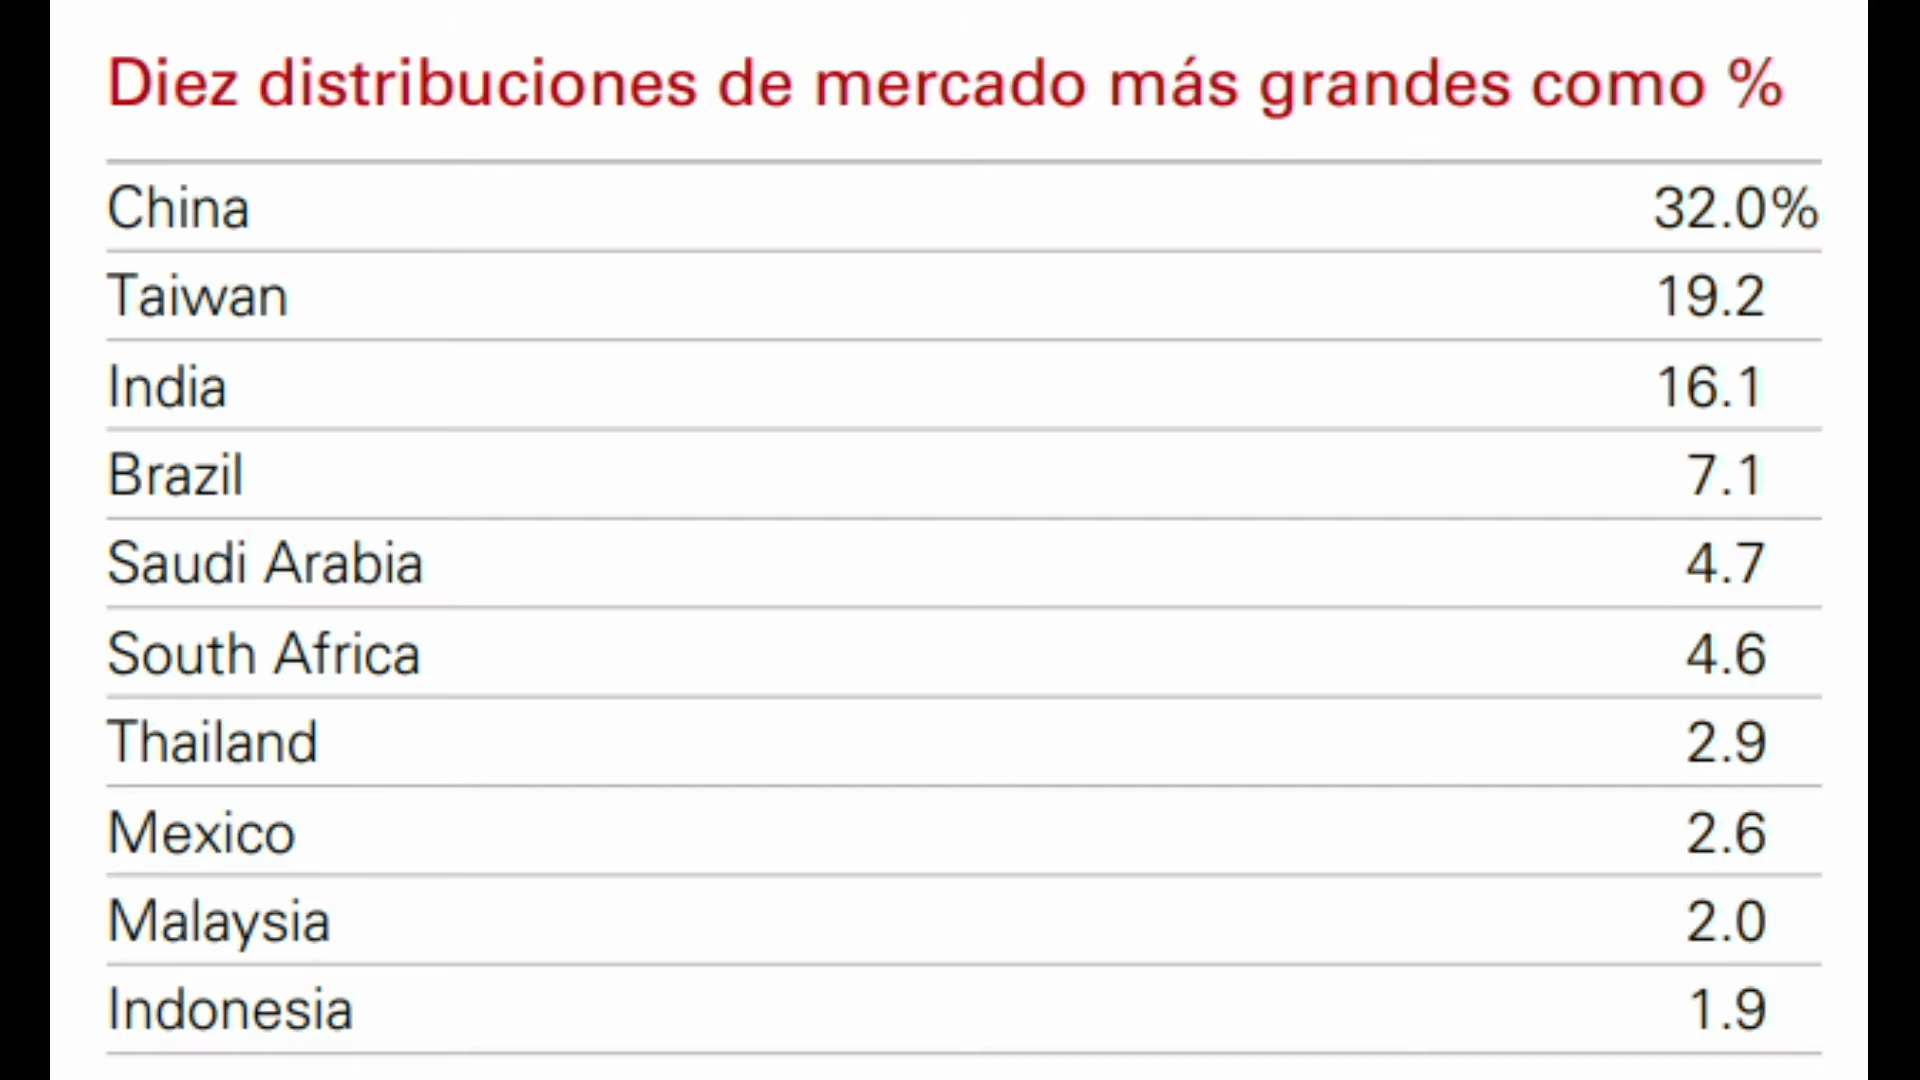 Diez distribuciones de mercado más grandes como %
China 32.0%
Taiwan 19.2
India 16.1
Brazil 7.1
Saudi Arabia 4.7
South Africa 4.6
Thailand 2.9
Mexico 2.6
Malaysia 2.0
Indonesia 1.9